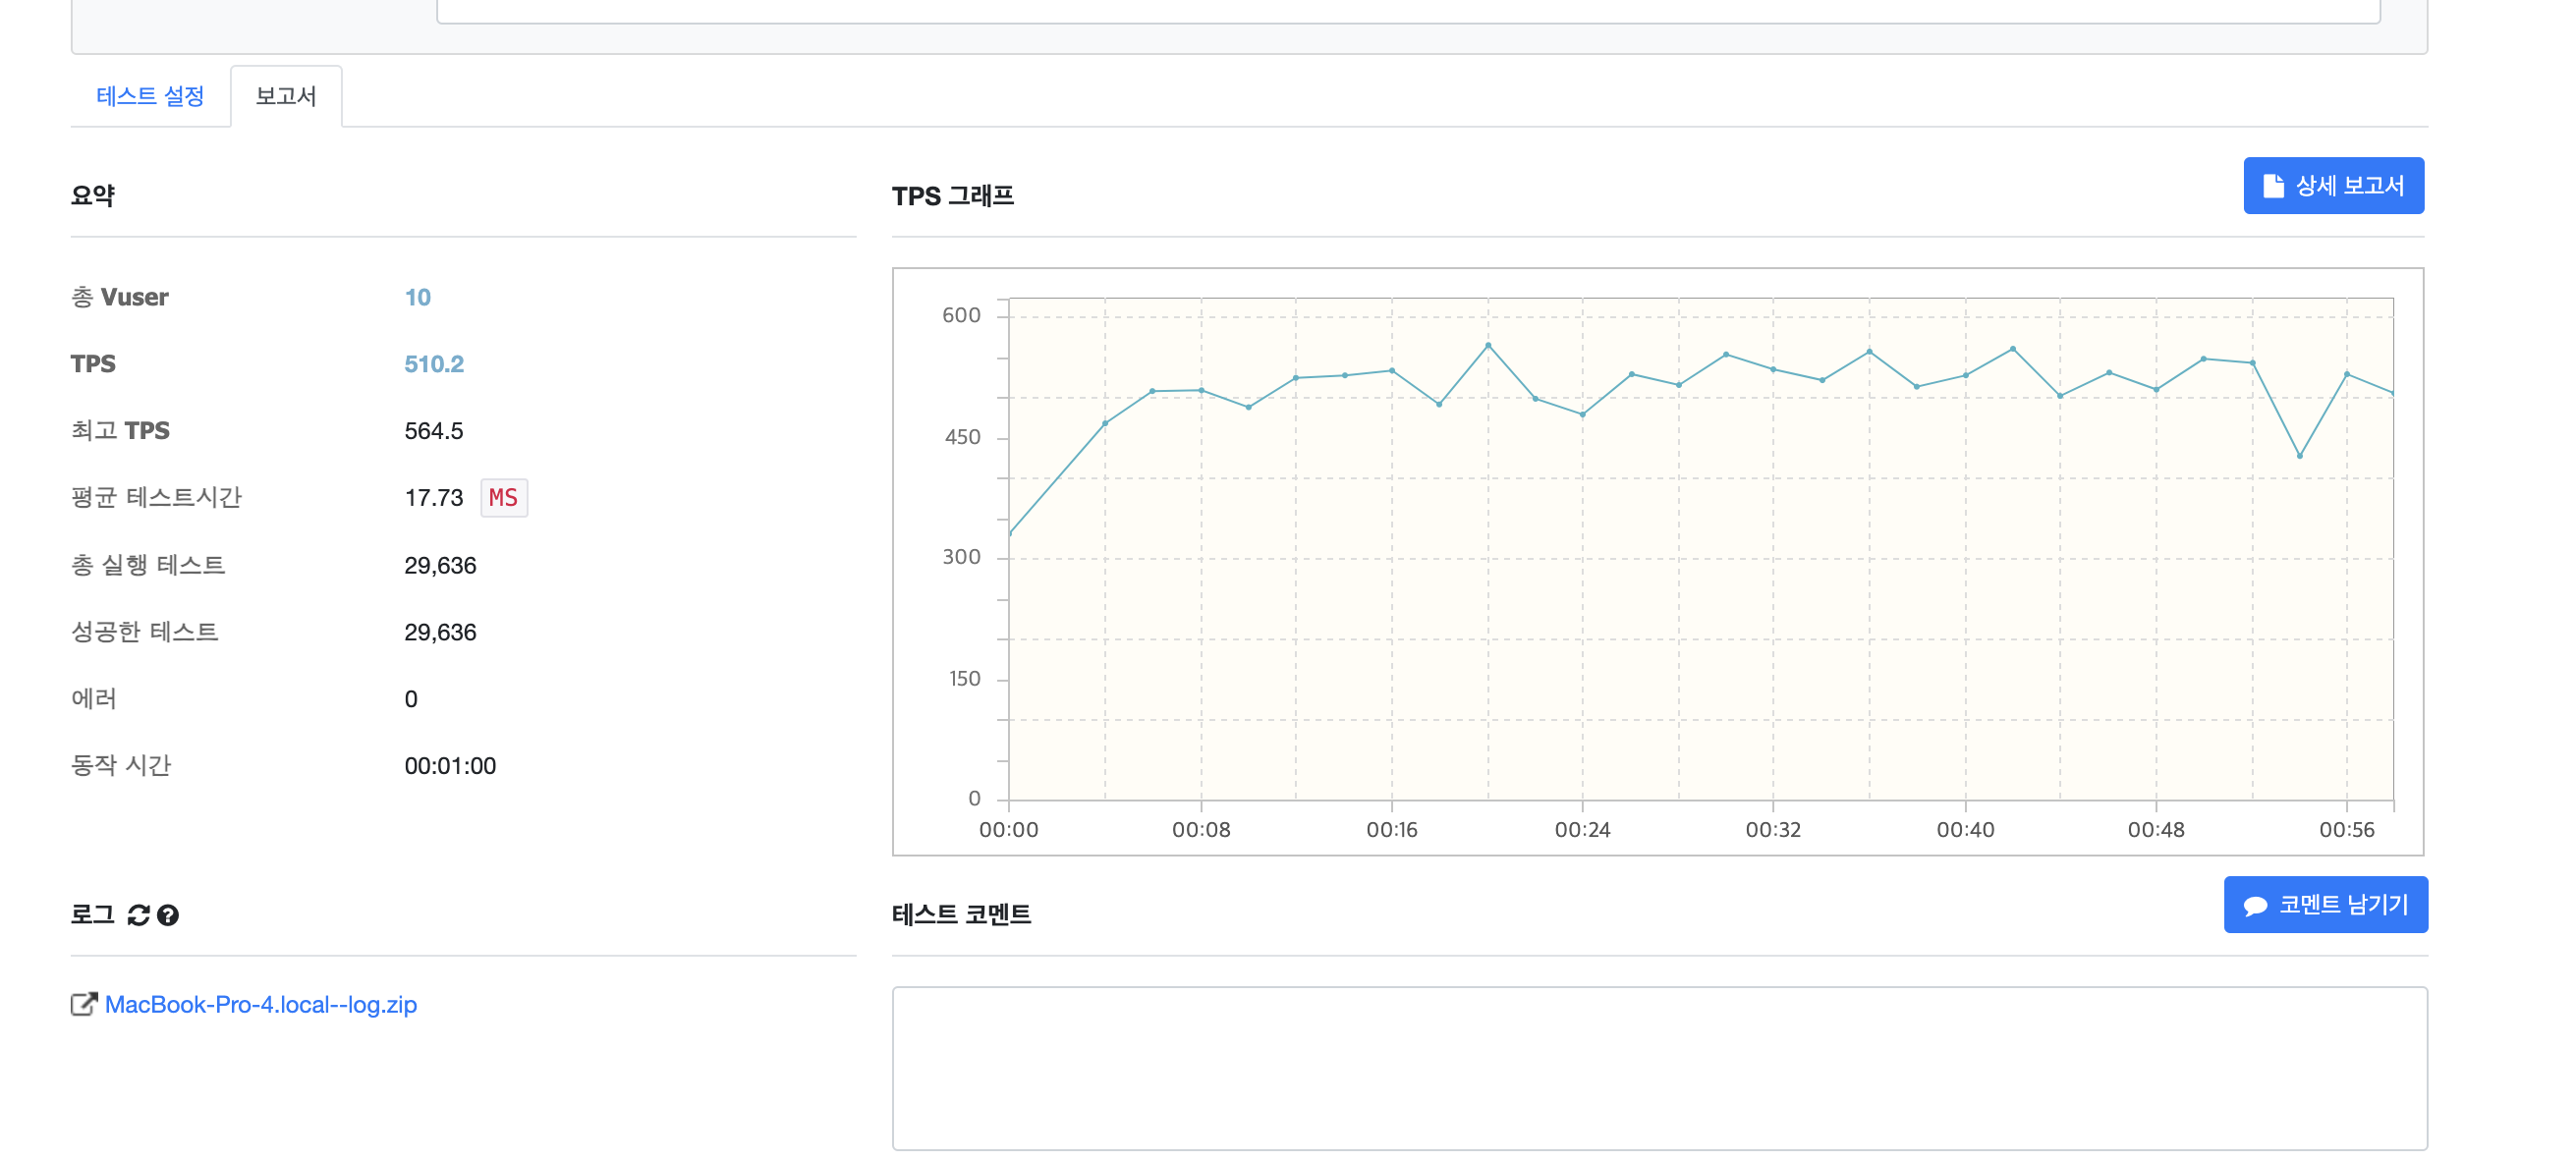 테스트 설정
보고서
요약
총 Vuser 10
TPS 510.2
최고 TPS 564.5
평균 테스트시간 17.73 MS
총 실행 테스트 29,636
성공한 테스트 29,636
에러 0
동작 시간 00:01:00
TPS 그래프
상세 보고서
600
450
300
150
0
00:00 00:08 00:16 00:24 00:32 00:40 00:48 00:56
로그
MacBook-Pro-4.local--log.zip
테스트 코멘트
코멘트 남기기